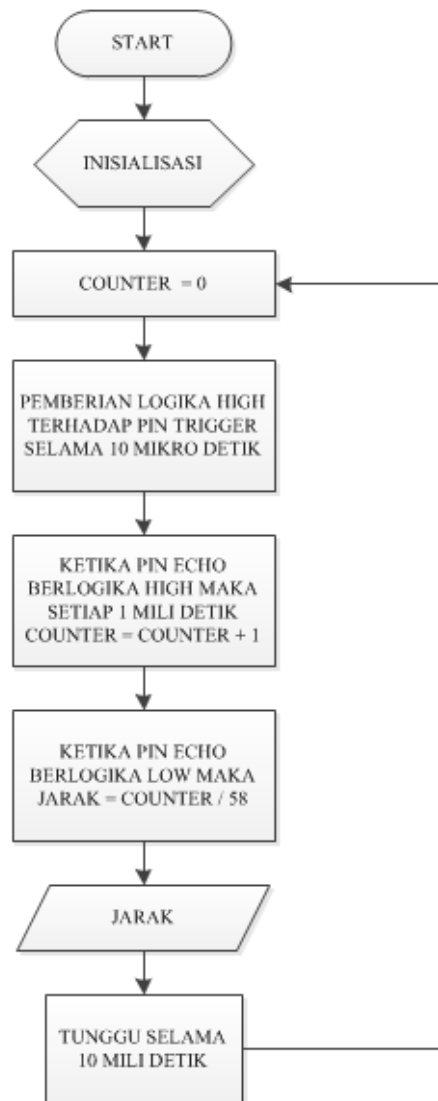 START
INISIALISASI
COUNTER = 0
PEMBERIAN LOGIKA HIGH
TERHADAP PIN TRIGGER
SELAMA 10 MIKRO DETIK
KETIKA PIN ECHO
BERLOGIKA HIGH MAKA
SETIAP 1 MILI DETIK
COUNTER = COUNTER + 1
KETIKA PIN ECHO
BERLOGIKA LOW MAKA
JARAK = COUNTER / 58
JARAK
TUNGGU SELAMA
10 MILI DETIK